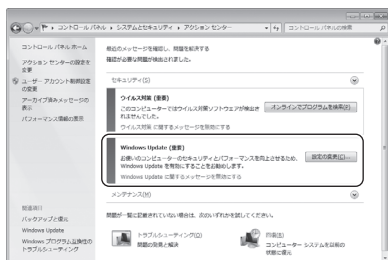 コントロール パネル ▸ システムとセキュリティ ▸ アクション センター
コントロール パネルの検索
コントロール パネル ホーム
アクション センターの設定を変更
ユーザー アカウント制御設定の変更
アーカイブ済みメッセージの表示
パフォーマンス情報の表示
最近のメッセージを確認し、問題を解決する
確認が必要な問題が検出されました。
セキュリティ(S)
ウイルス対策 (重要)
このコンピューターではウイルス対策ソフトウェアが検出されませんでした。
オンラインでプログラムを検索(P)
ウイルス対策 に関するメッセージを無効にする
Windows Update (重要)
お使いのコンピューターのセキュリティとパフォーマンスを向上させるため、
Windows Update を有効にすることをお勧めします。
設定の変更(C)...
Windows Update に関するメッセージを無効にする
メンテナンス(M)
問題が一覧に記載されていない場合は、次のいずれかを試してください。
トラブルシューティング(O)
問題の発見と解決
回復(R)
コンピューター システムを以前の
状態に復元
関連項目
バックアップと復元
Windows Update
Windows プログラム互換性の
トラブルシューティング